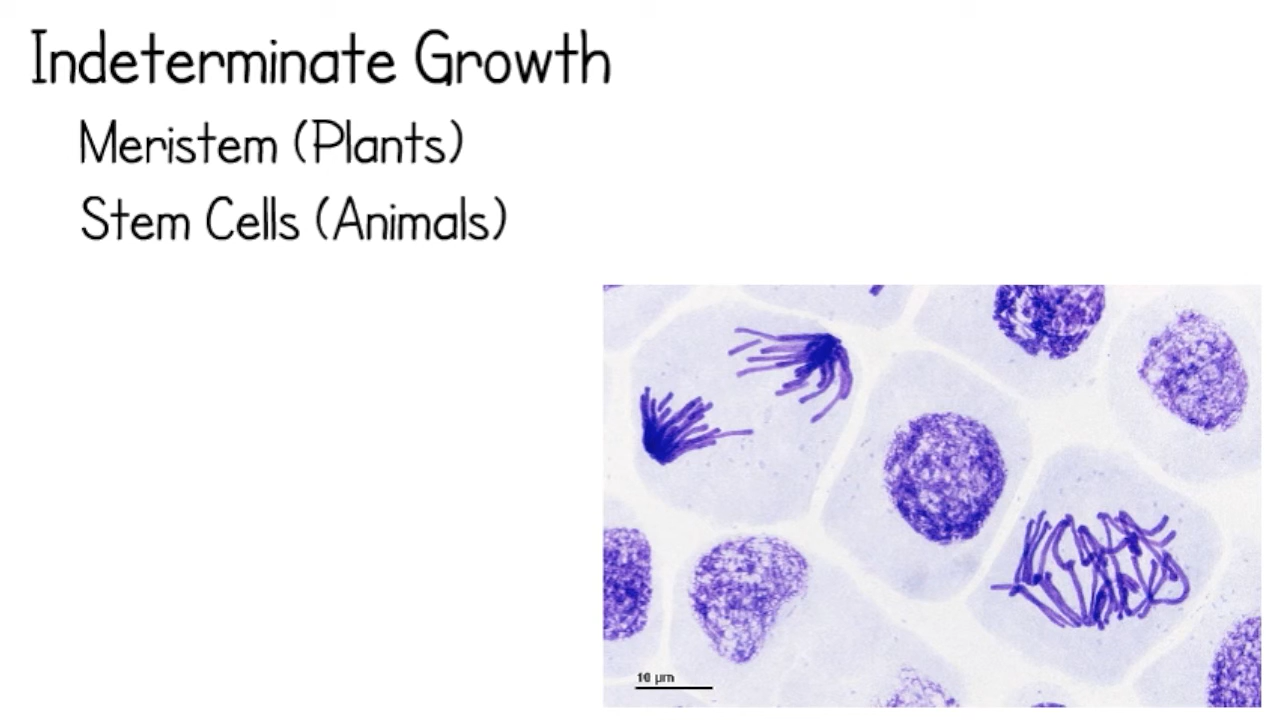 Indeterminate Growth
Meristem (Plants)
Stem Cells (Animals)
10 µm